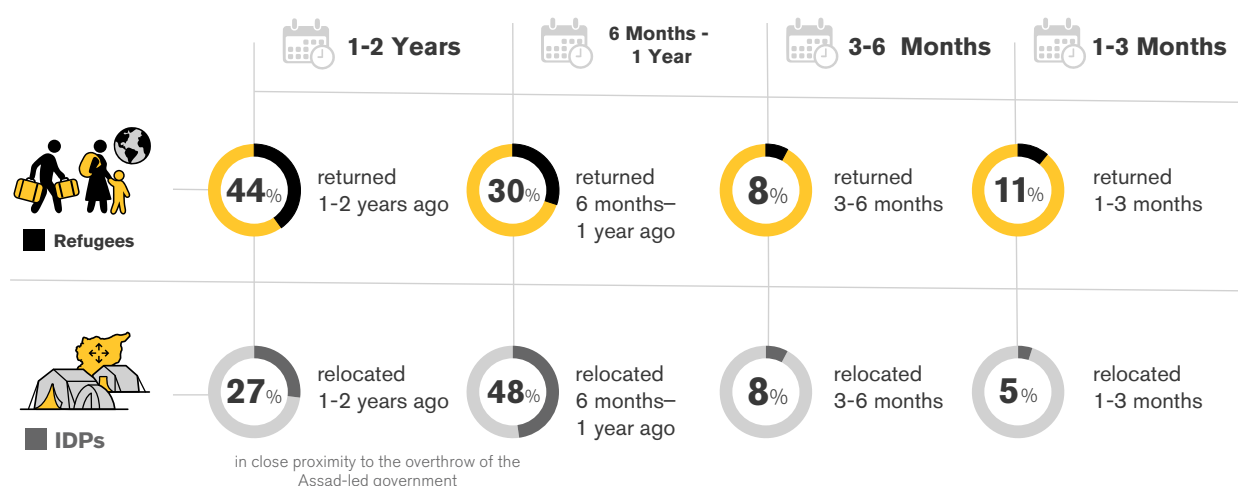 1-2 Years
6 Months -
1 Year
3-6 Months
1-3 Months
Refugees
44%
returned
1-2 years ago
30%
returned
6 months–
1 year ago
8%
returned
3-6 months
11%
returned
1-3 months
IDPs
27%
relocated
1-2 years ago
48%
relocated
6 months–
1 year ago
8%
relocated
3-6 months
5%
relocated
1-3 months
in close proximity to the overthrow of the
Assad-led government